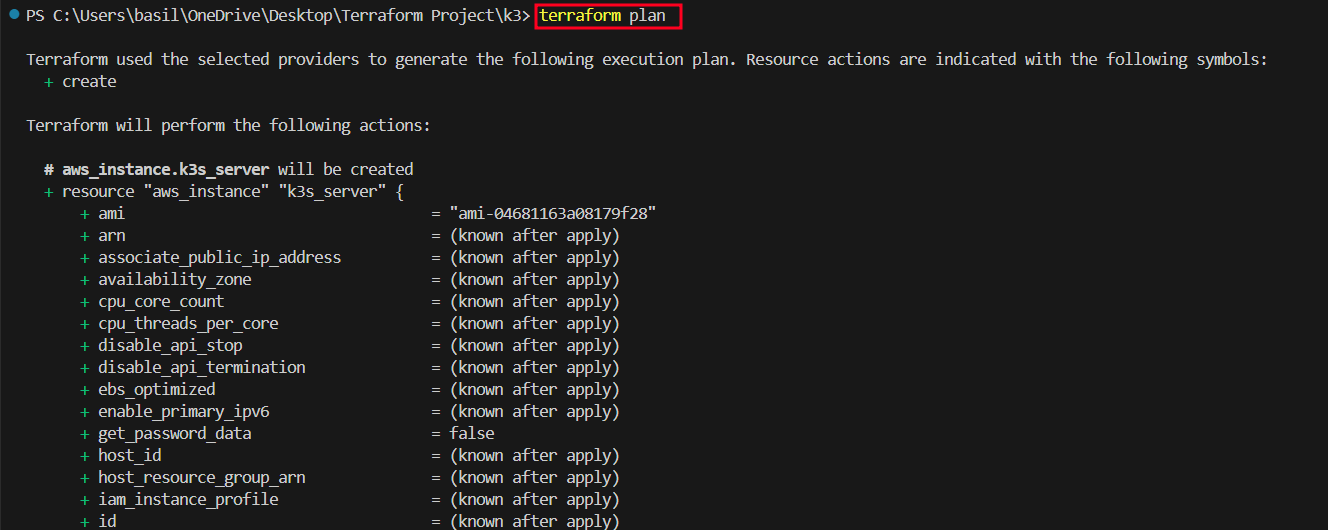 PS C:\Users\basil\OneDrive\Desktop\Terraform Project\k3> terraform plan
Terraform used the selected providers to generate the following execution plan. Resource actions are indicated with the following symbols:
+ create
Terraform will perform the following actions:
# aws_instance.k3s_server will be created
+ resource "aws_instance" "k3s_server" {
+ ami = "ami-04681163a08179f28"
+ arn = (known after apply)
+ associate_public_ip_address = (known after apply)
+ availability_zone = (known after apply)
+ cpu_core_count = (known after apply)
+ cpu_threads_per_core = (known after apply)
+ disable_api_stop = (known after apply)
+ disable_api_termination = (known after apply)
+ ebs_optimized = (known after apply)
+ enable_primary_ipv6 = (known after apply)
+ get_password_data = false
+ host_id = (known after apply)
+ host_resource_group_arn = (known after apply)
+ iam_instance_profile = (known after apply)
+ id = (known after apply)